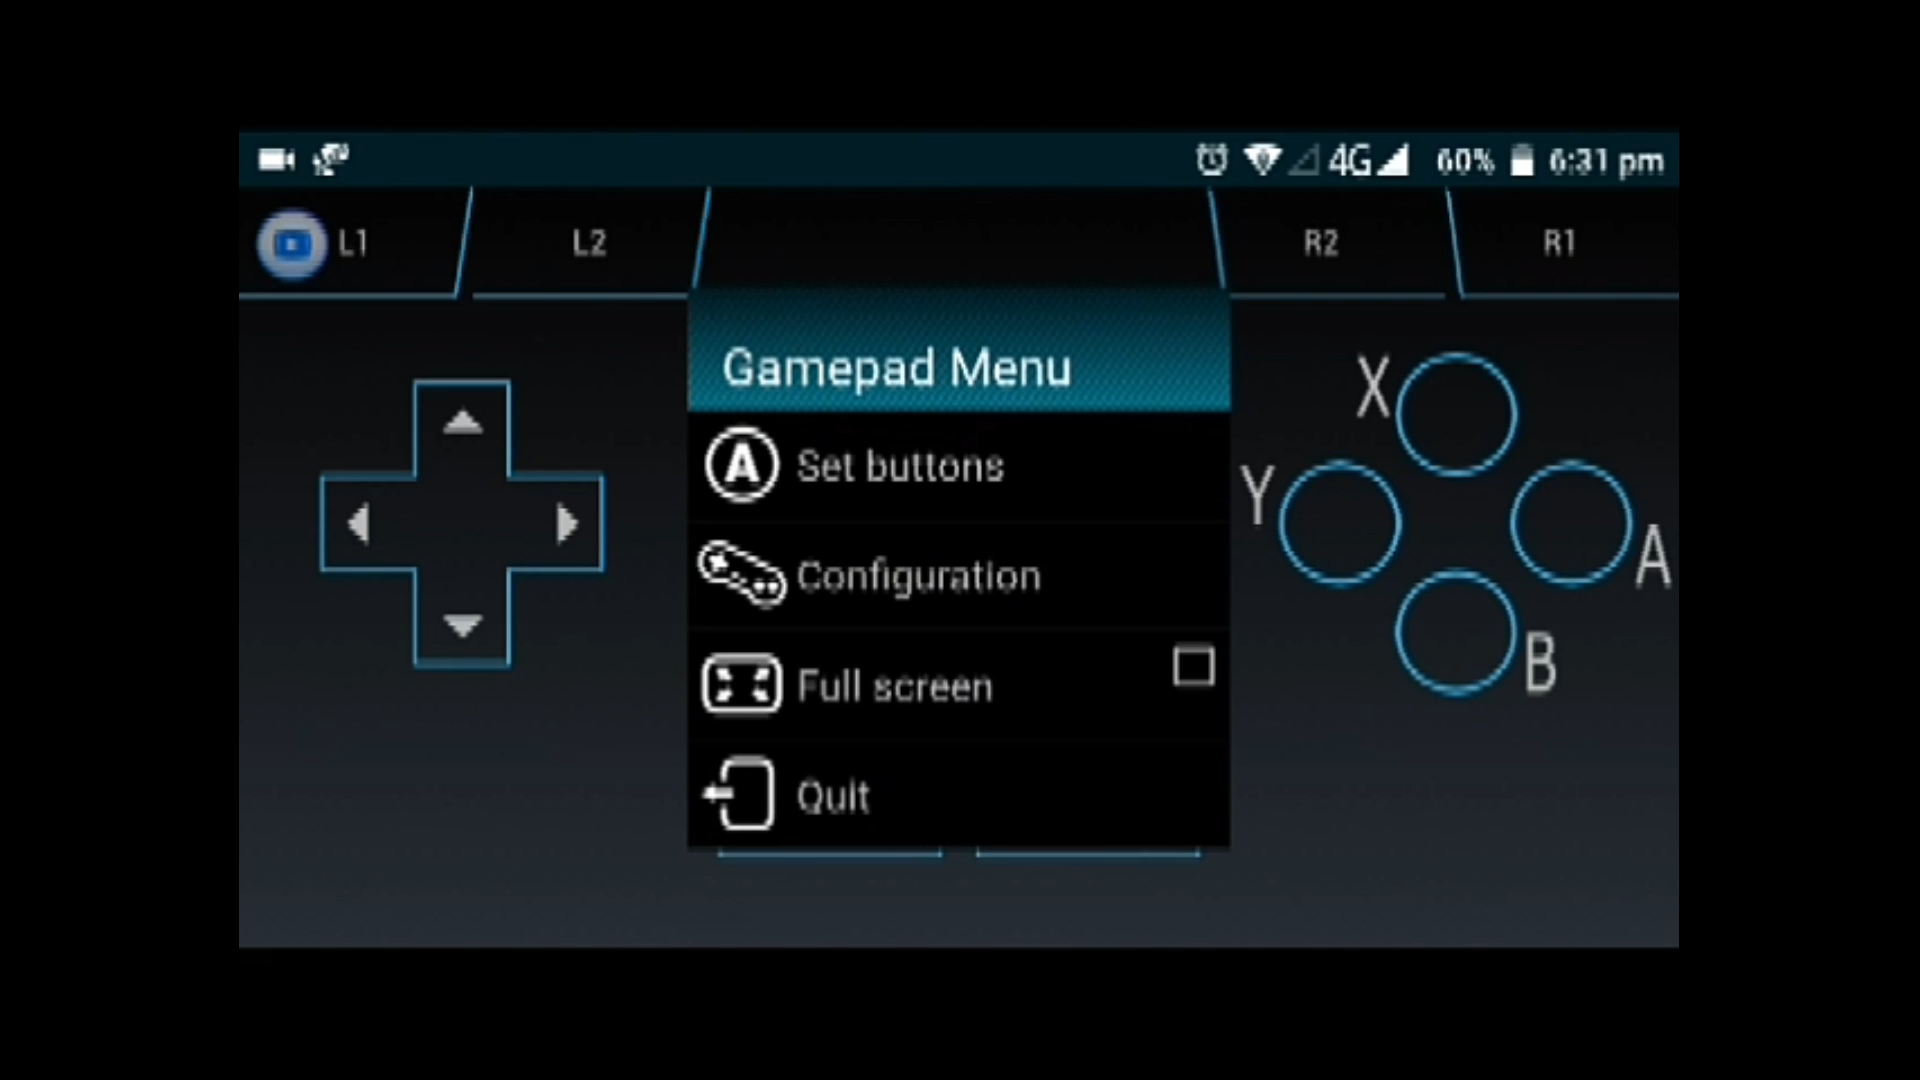 4G 60% 6:31 pm
L1 L2 R2 R1
Gamepad Menu
Set buttons
Configuration
Full screen
Quit
X
Y
A
B